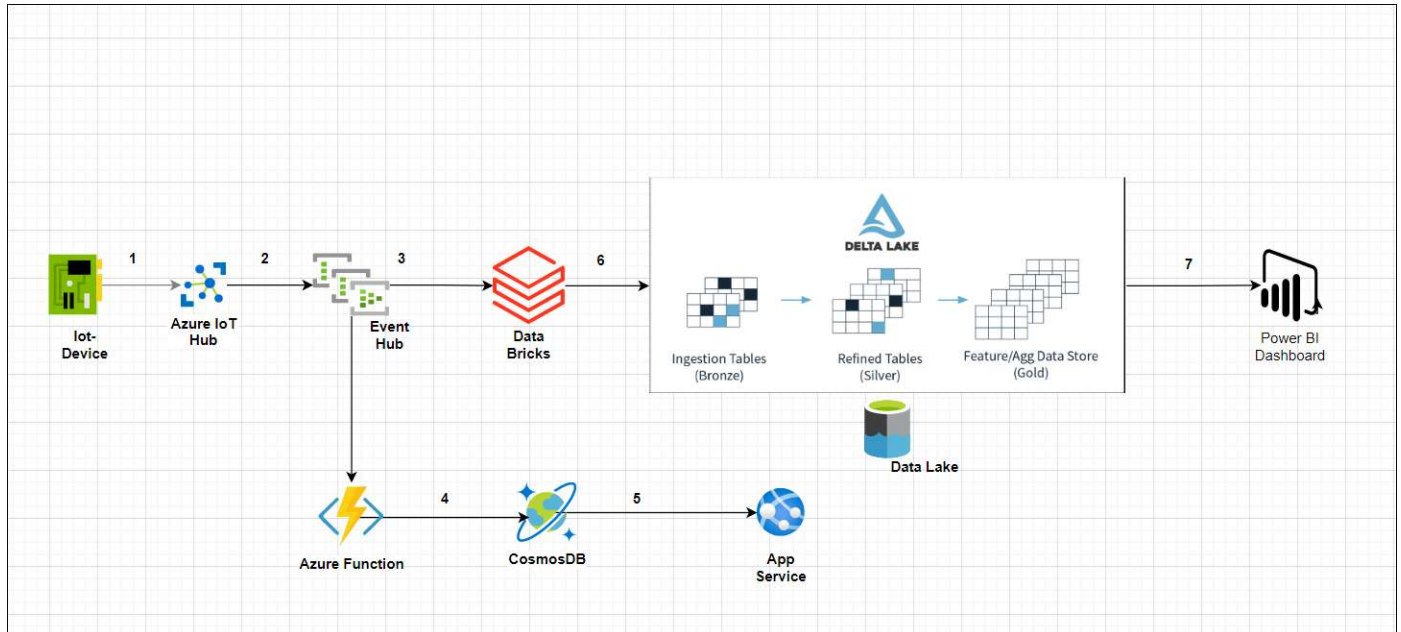 1
2
3
6
7
DELTA LAKE
Iot-
Device
Azure IoT
Hub
Event
Hub
Data
Bricks
Ingestion Tables
(Bronze)
Refined Tables
(Silver)
Feature/Agg Data Store
(Gold)
Power BI
Dashboard
Data Lake
4
5
Azure Function
CosmosDB
App
Service